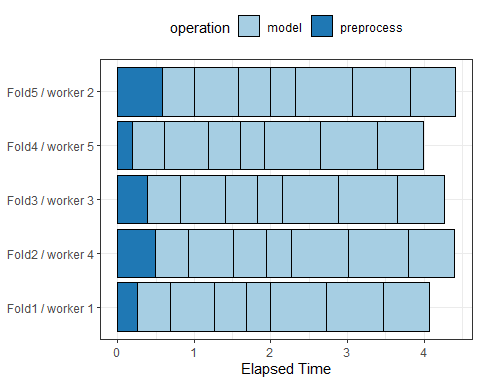 operation model preprocess
Fold5 / worker 2
Fold4 / worker 5
Fold3 / worker 3
Fold2 / worker 4
Fold1 / worker 1
0 1 2 3 4
Elapsed Time